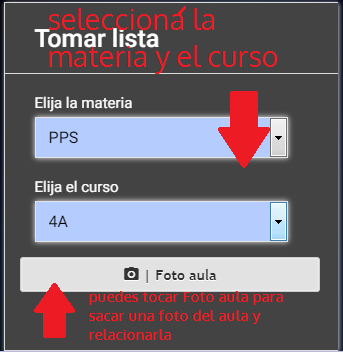 selecciona´ la
Tomar lista
materia y el curso
Elija la materia
PPS
Elija el curso
4A
| Foto aula
puedes tocar Foto aula para
sacar una foto del aula y
relacionarla